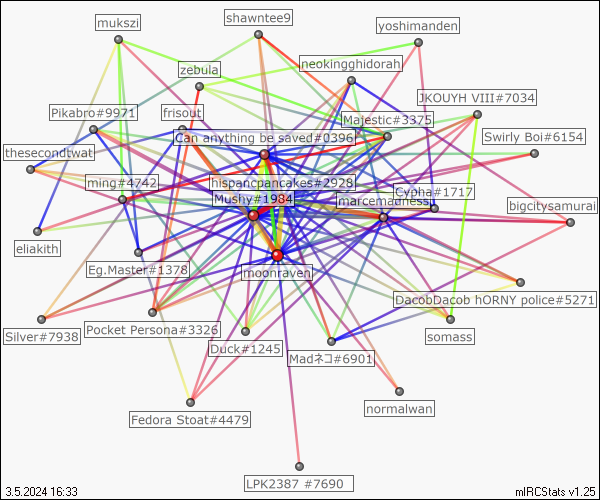 mukszi
shawntee9
yoshimanden
neokingghidorah
zebula
JKOUYH VIII#7034
Pikabro#9971
frisout
Majestic#3375
Can anything be saved#0396
Swirly Boi#6154
thesecondtwat
ming#4742
hispancpancakes#2928
Cypha#1717
Mushy#1984
marcemadness
bigcitysamurai
eliakith
Eg.Master#1378
moonraven
DacobDacob hORNY police#5271
Silver#7938
Pocket Persona#3326
somass
Duck#1245
Madネコ#6901
normalwan
Fedora Stoat#4479
LPK2387 #7690
3.5.2024 16:33
mIRCStats v1.25